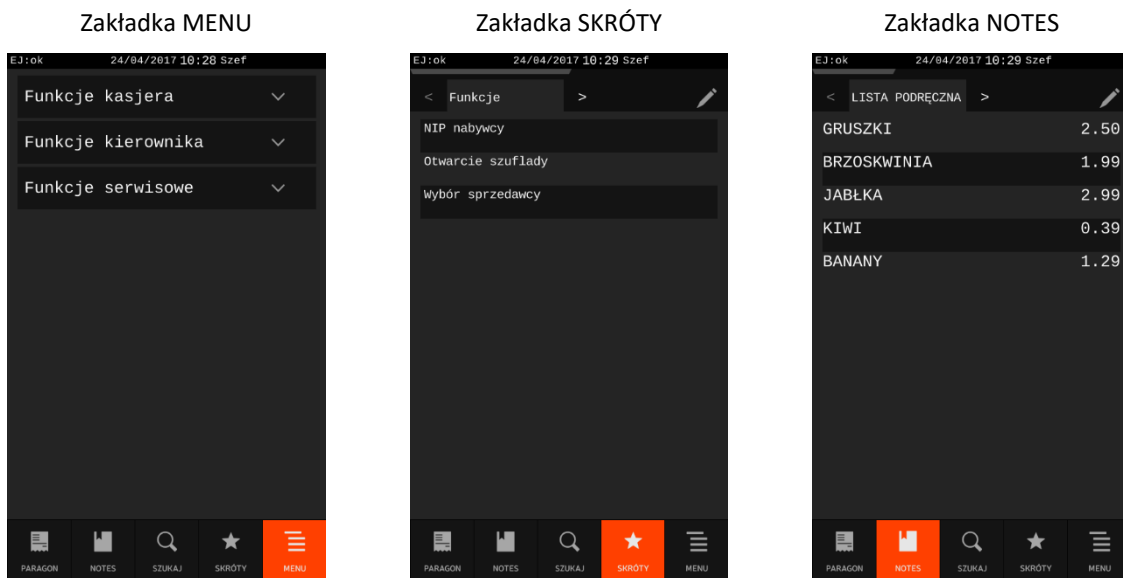 Zakładka MENU
EJ:ok 24/04/2017 10:28 Szef
Funkcje kasjera
Funkcje kierownika
Funkcje serwisowe
PARAGON NOTES SZUKAJ SKRÓTY MENU
Zakładka SKRÓTY
EJ:ok 24/04/2017 10:29 Szef
< Funkcje >
NIP nabywcy
Otwarcie szuflady
Wybór sprzedawcy
PARAGON NOTES SZUKAJ SKRÓTY MENU
Zakładka NOTES
EJ:ok 24/04/2017 10:29 Szef
< LISTA PODRĘCZNA >
GRUSZKI 2.50
BRZOSKWINIA 1.99
JABŁKA 2.99
KIWI 0.39
BANANY 1.29
PARAGON NOTES SZUKAJ SKRÓTY MENU